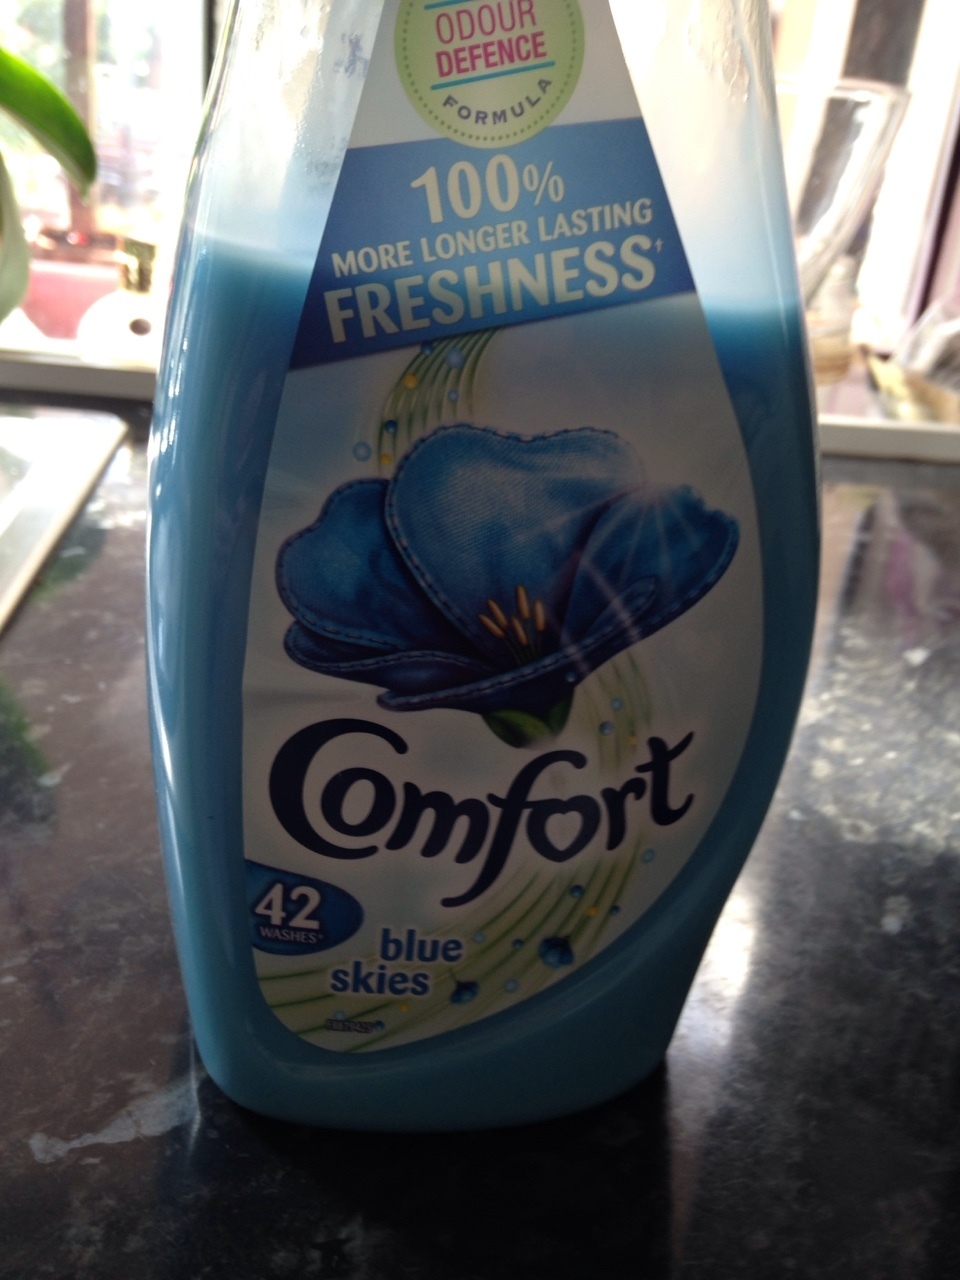 ODOUR
DEFENCE
FORMULA
100%
MORE LONGER LASTING
FRESHNESS†
Comfort
42
WASHES*
blue
skies